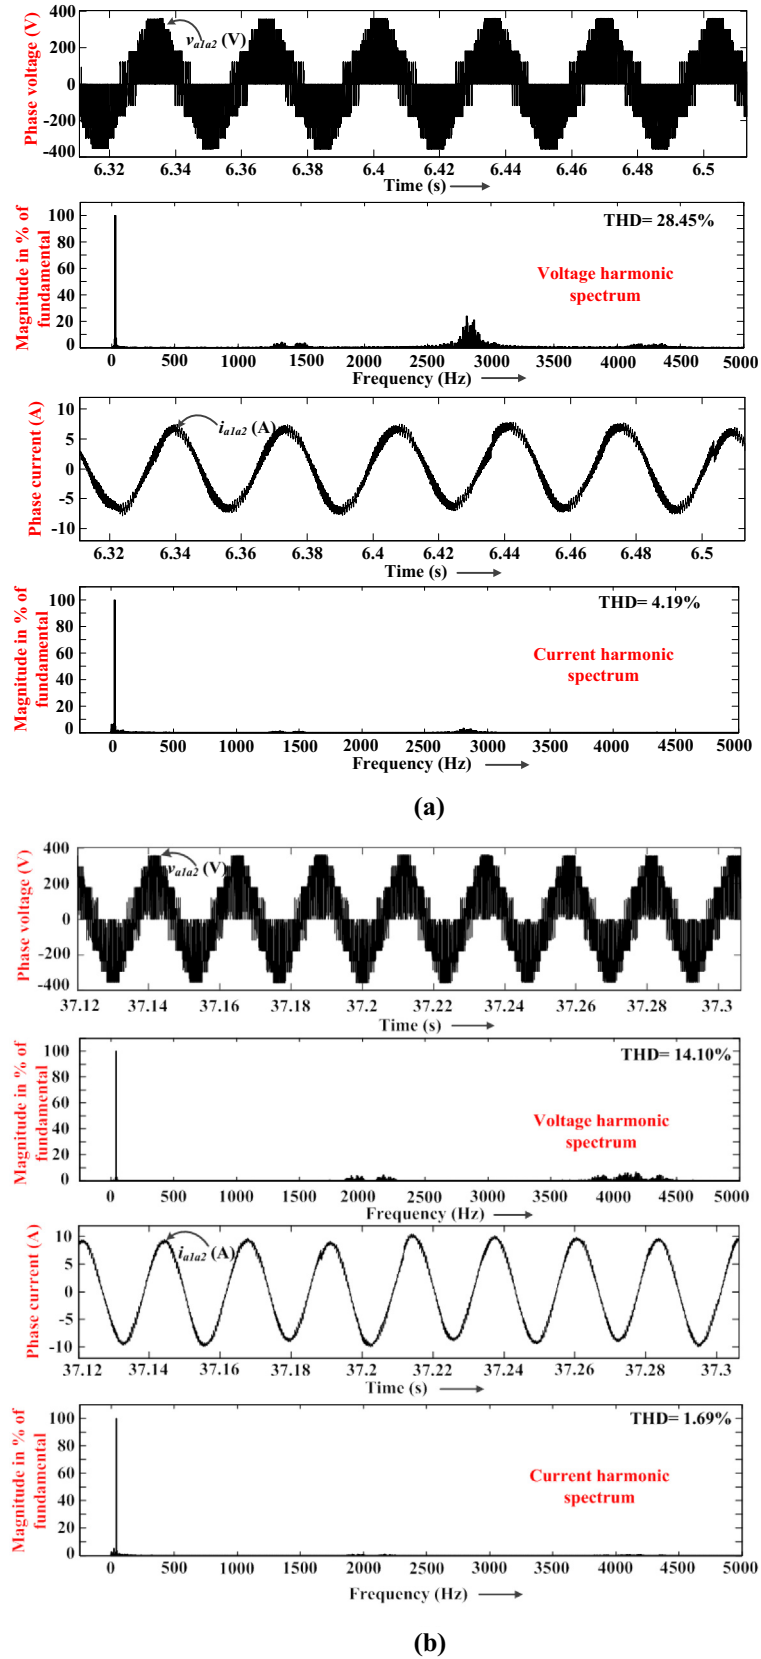 400
200
0
-200
-400
Phase voltage (V)
va1a2 (V)
6.32 6.34 6.36 6.38 6.4 6.42 6.44 6.46 6.48 6.5
Time (s)
100
80
60
40
20
0
Magnitude in % of
fundamental
THD= 28.45%
Voltage harmonic
spectrum
0 500 1000 1500 2000 2500 3000 3500 4000 4500 5000
Frequency (Hz)
10
5
0
-5
-10
Phase current (A)
ia1a2 (A)
6.32 6.34 6.36 6.38 6.4 6.42 6.44 6.46 6.48 6.5
Time (s)
100
80
60
40
20
0
Magnitude in % of
fundamental
THD= 4.19%
Current harmonic
spectrum
0 500 1000 1500 2000 2500 3000 3500 4000 4500 5000
Frequency (Hz)
(a)
400
200
0
-200
-400
Phase voltage (V)
va1a2 (V)
37.12 37.14 37.16 37.18 37.2 37.22 37.24 37.26 37.28 37.3
Time (s)
100
80
60
40
20
0
Magnitude in % of
fundamental
THD= 14.10%
Voltage harmonic
spectrum
0 500 1000 1500 2000 2500 3000 3500 4000 4500 5000
Frequency (Hz)
10
5
0
-5
-10
Phase current (A)
ia1a2 (A)
37.12 37.14 37.16 37.18 37.2 37.22 37.24 37.26 37.28 37.3
Time (s)
100
80
60
40
20
0
Magnitude in % of
fundamental
THD= 1.69%
Current harmonic
spectrum
0 500 1000 1500 2000 2500 3000 3500 4000 4500 5000
Frequency (Hz)
(b)